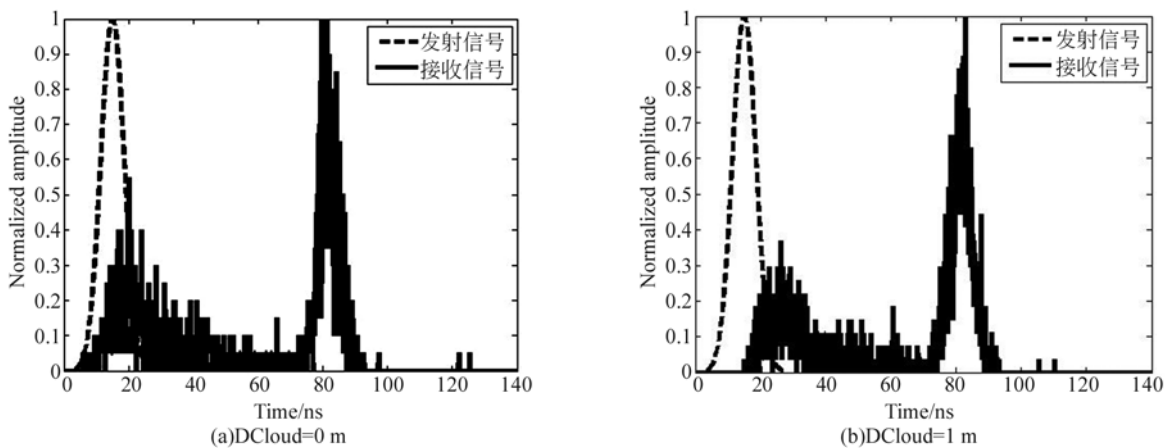 1
0.9
0.8
0.7
0.6
0.5
0.4
0.3
0.2
0.1
0
Normalized amplitude
发射信号
接收信号
0 20 40 60 80 100 120 140
Time/ns
(a)DCloud=0 m
1
0.9
0.8
0.7
0.6
0.5
0.4
0.3
0.2
0.1
0
Normalized amplitude
发射信号
接收信号
0 20 40 60 80 100 120 140
Time/ns
(b)DCloud=1 m